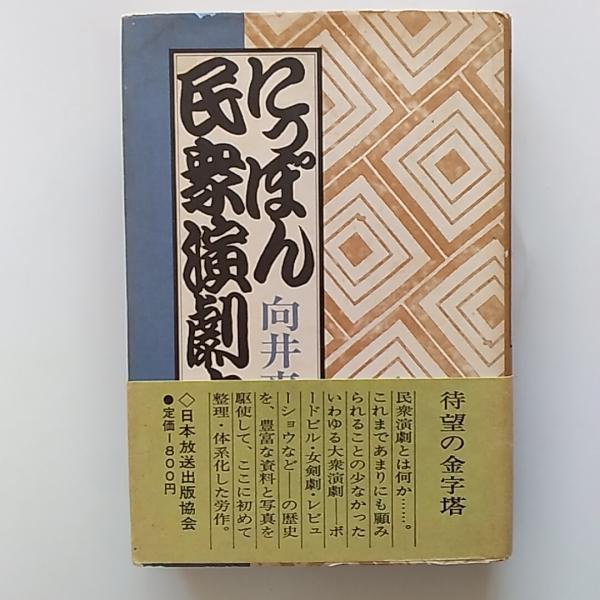 にっぽん
民衆演劇
向井
待望の金字塔
民衆演劇とは何か……。
これまであまりにも顧み
られることの少なかった
いわゆる大衆演劇──ボ
ードビル・女剣劇・レビュ
ーショウなど──の歴史
を、豊富な資料と写真を
駆使して、ここに初めて
整理・体系化した労作。
◇日本放送出版協会
●定価1800円